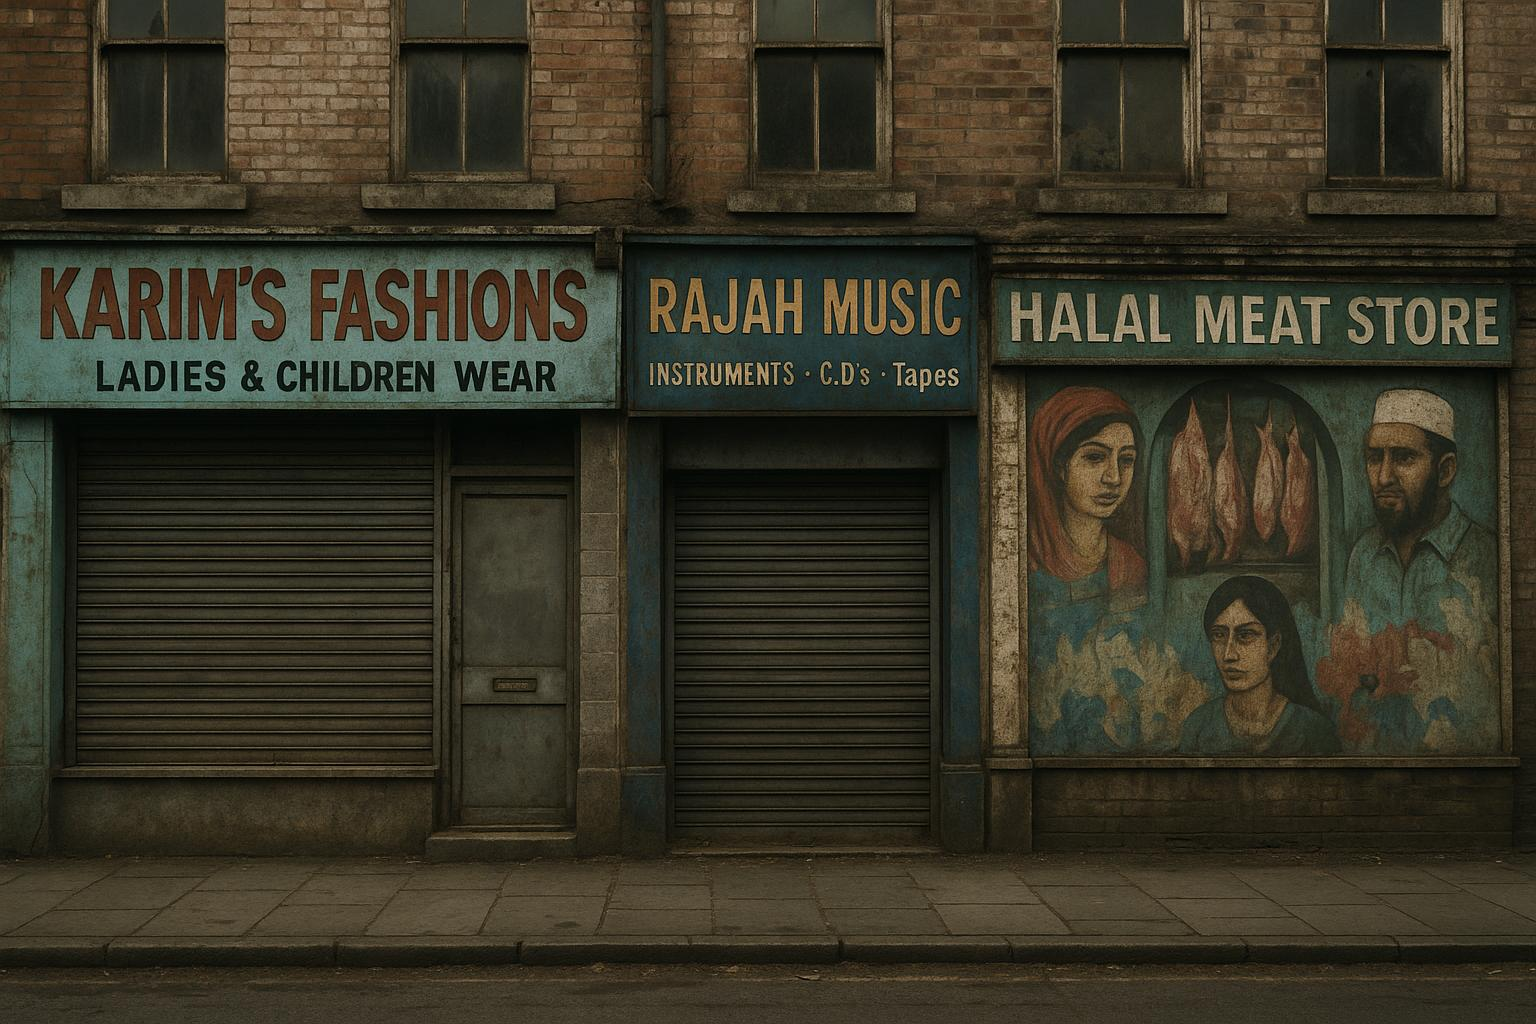 KARIM'S FASHIONS
LADIES & CHILDREN WEAR
RAJAH MUSIC
INSTRUMENTS · C.D's · Tapes
HALAL MEAT STORE